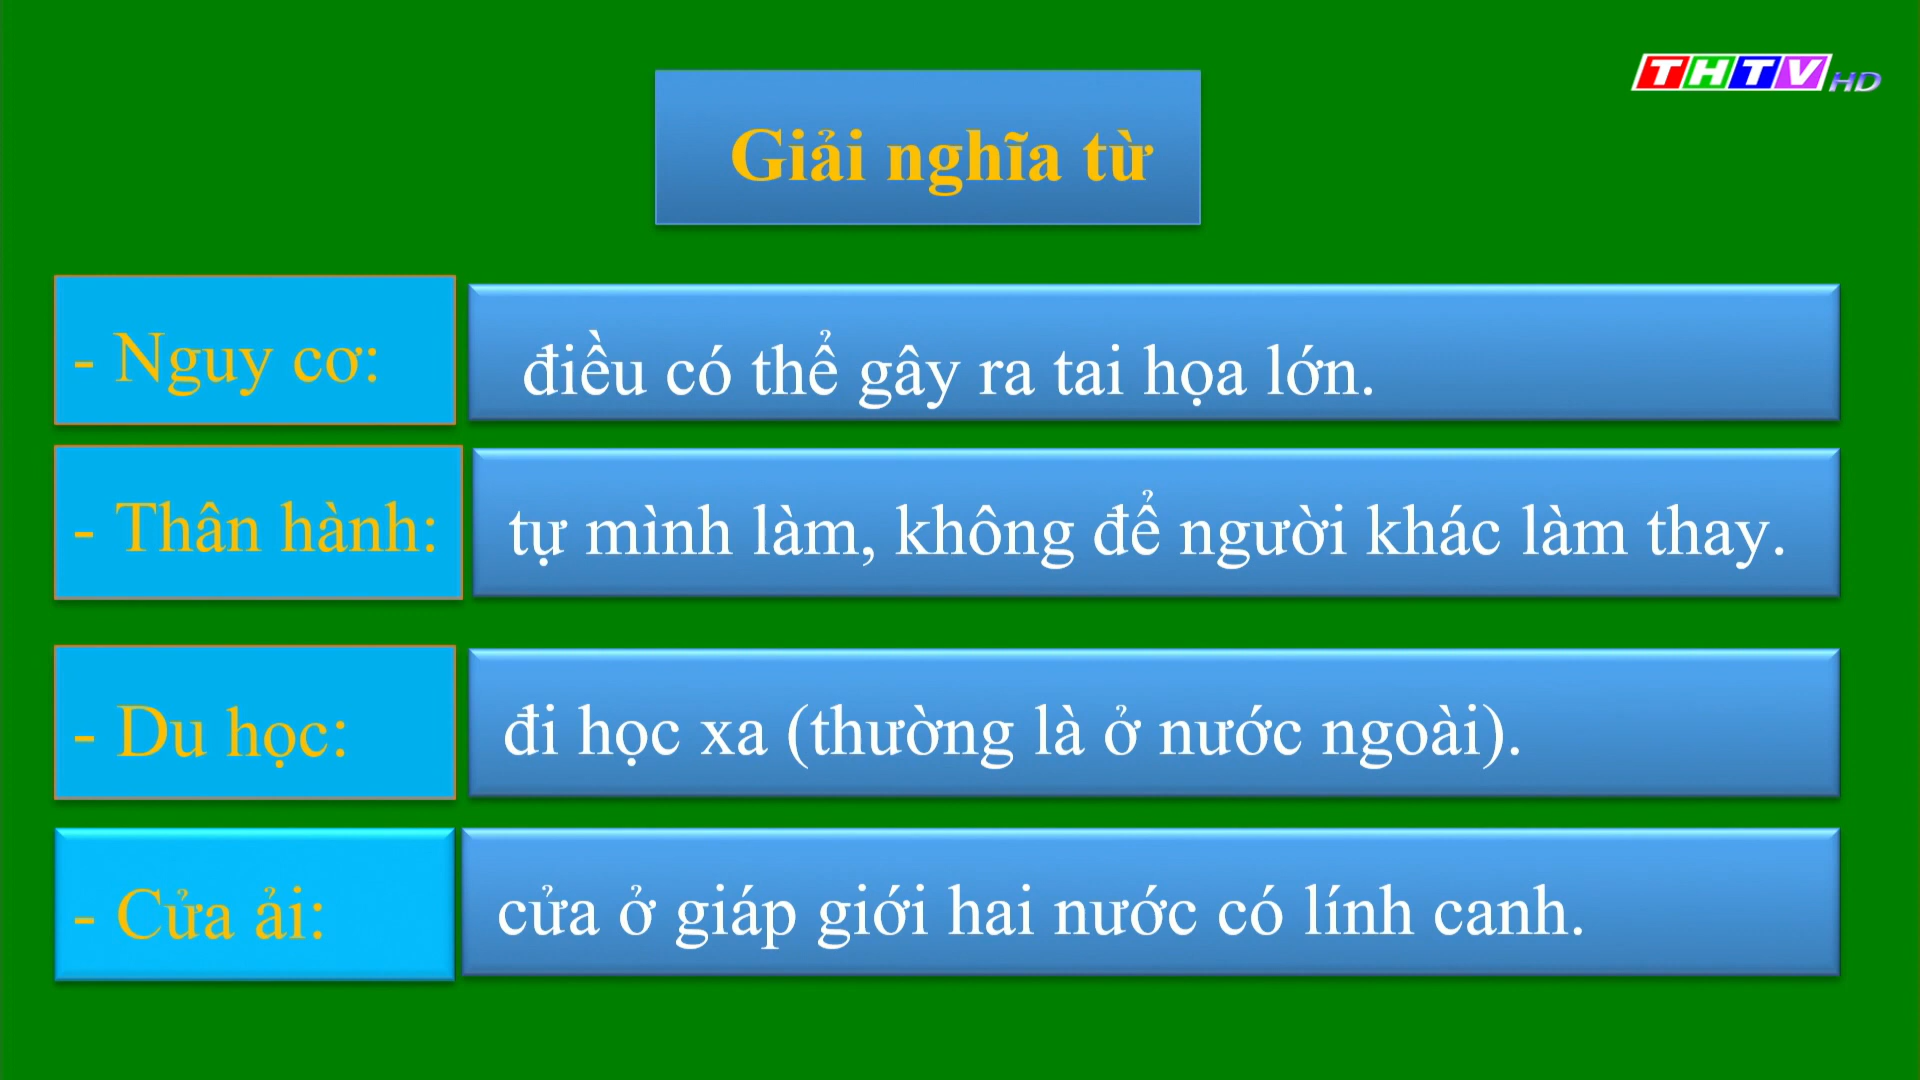 THTV HD
Giải nghĩa từ
- Nguy cơ: điều có thể gây ra tai họa lớn.
- Thân hành: tự mình làm, không để người khác làm thay.
- Du học: đi học xa (thường là ở nước ngoài).
- Cửa ải: cửa ở giáp giới hai nước có lính canh.